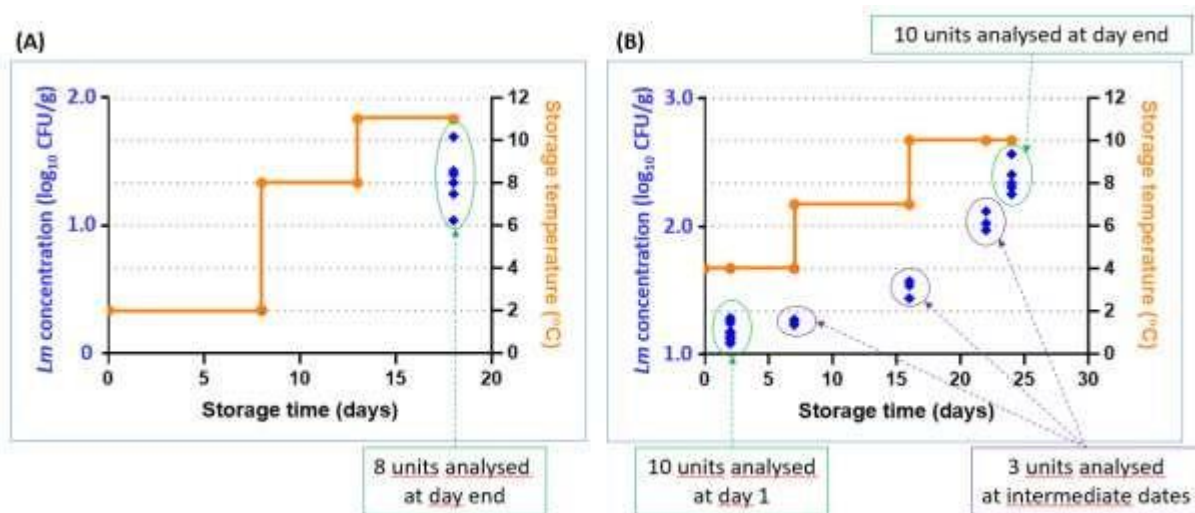 (A)
(B)
10 units analysed at day end
2.0
1.0
0
Lm concentration (log10 CFU/g)
12
10
8
6
4
2
0
Storage temperature (°C)
0 5 10 15 20
Storage time (days)
3.0
2.0
1.0
Lm concentration (log10 CFU/g)
12
10
8
6
4
2
0
Storage temperature (°C)
0 5 10 15 20 25 30
Storage time (days)
8 units analysed
at day end
10 units analysed
at day 1
3 units analysed
at intermediate dates